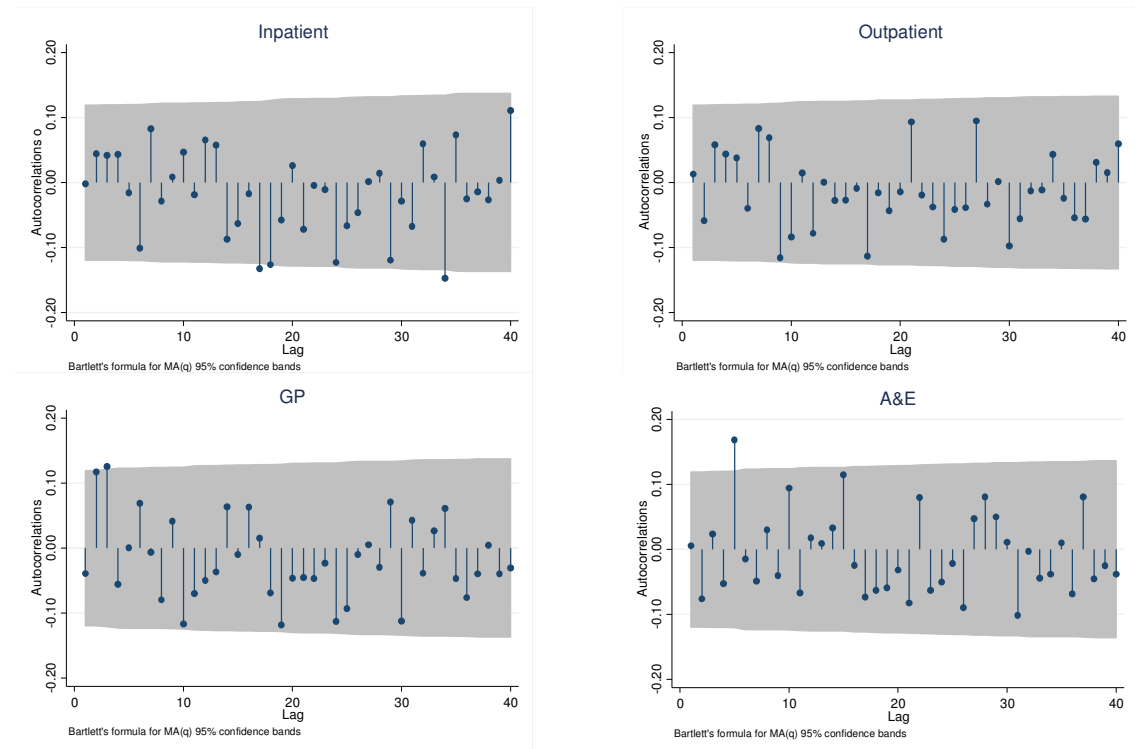 Inpatient
Autocorrelations o
0.20
0.10
0.00
-0.10
-0.20
0 10 20 30 40
Lag
Bartlett's formula for MA(q) 95% confidence bands
Outpatient
Autocorrelations
0.20
0.10
0.00
-0.10
-0.20
0 10 20 30 40
Lag
Bartlett's formula for MA(q) 95% confidence bands
GP
Autocorrelations
0.20
0.10
0.00
-0.10
-0.20
0 10 20 30 40
Lag
Bartlett's formula for MA(q) 95% confidence bands
A&E
Autocorrelations
0.20
0.10
0.00
-0.10
-0.20
0 10 20 30 40
Lag
Bartlett's formula for MA(q) 95% confidence bands